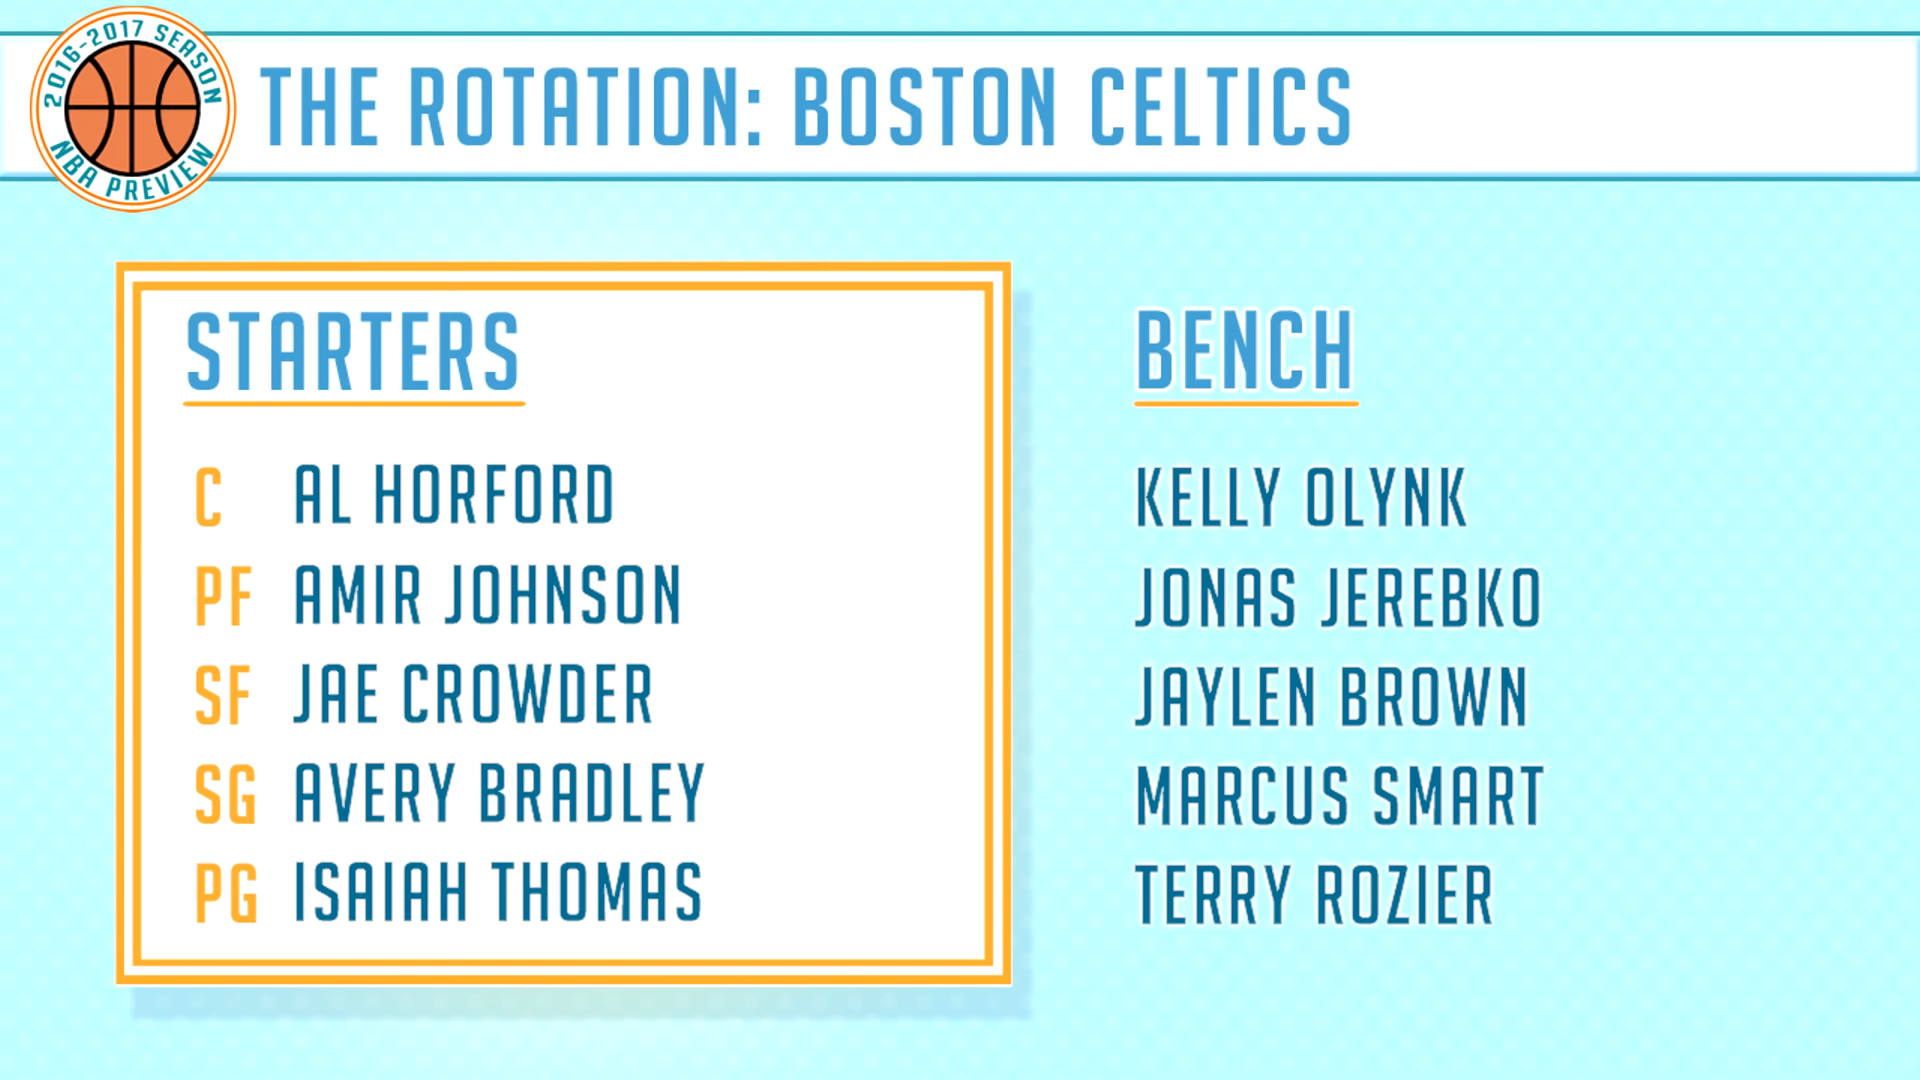 2016-2017 SEASON
NBA PREVIEW
THE ROTATION: BOSTON CELTICS
STARTERS
C AL HORFORD
PF AMIR JOHNSON
SF JAE CROWDER
SG AVERY BRADLEY
PG ISAIAH THOMAS
BENCH
KELLY OLYNK
JONAS JEREBKO
JAYLEN BROWN
MARCUS SMART
TERRY ROZIER